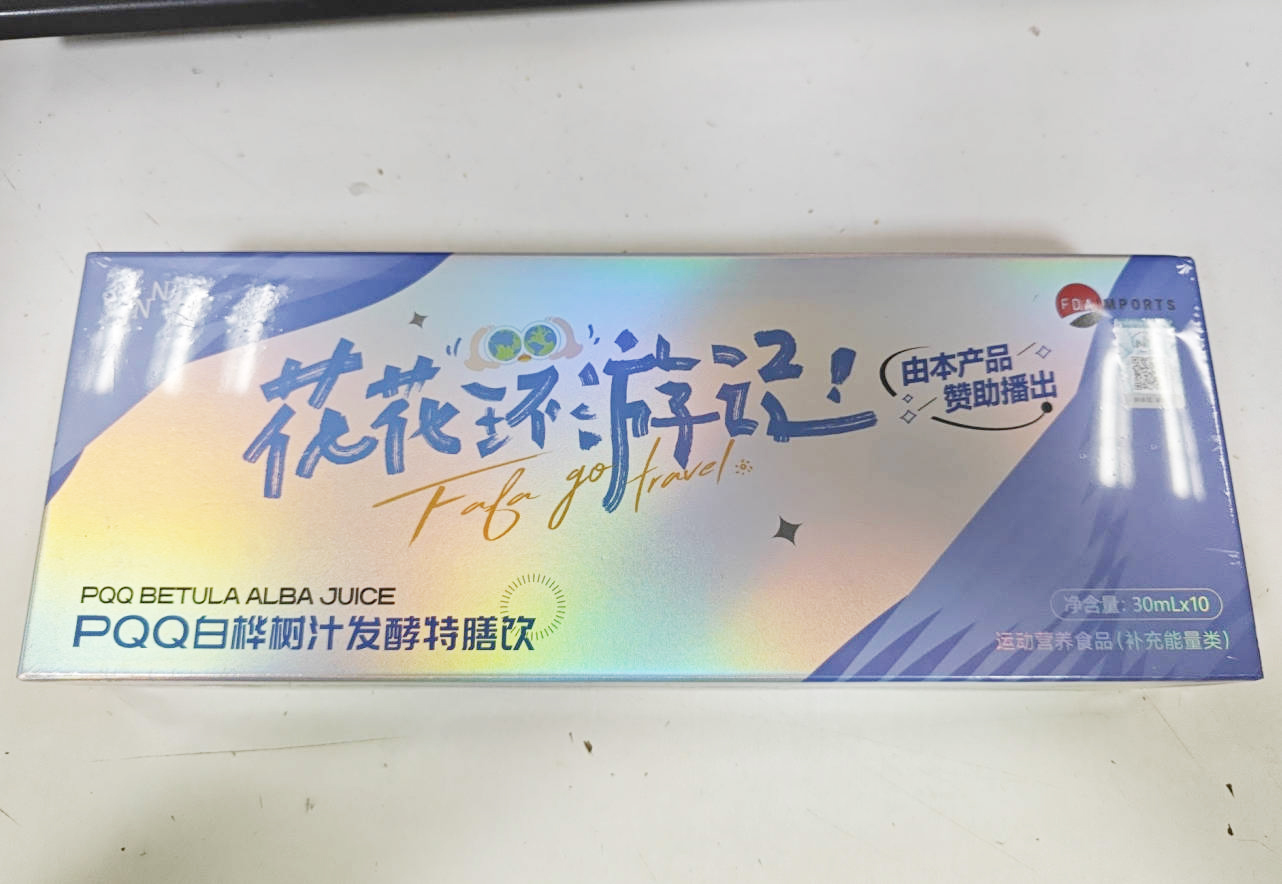 FDA IMPORTS
花花环游记!
由本产品
赞助播出
Fafa go travel
PQQ BETULA ALBA JUICE
PQQ白桦树汁发酵特膳饮
净含量: 30mLx10
运动营养食品(补充能量类)